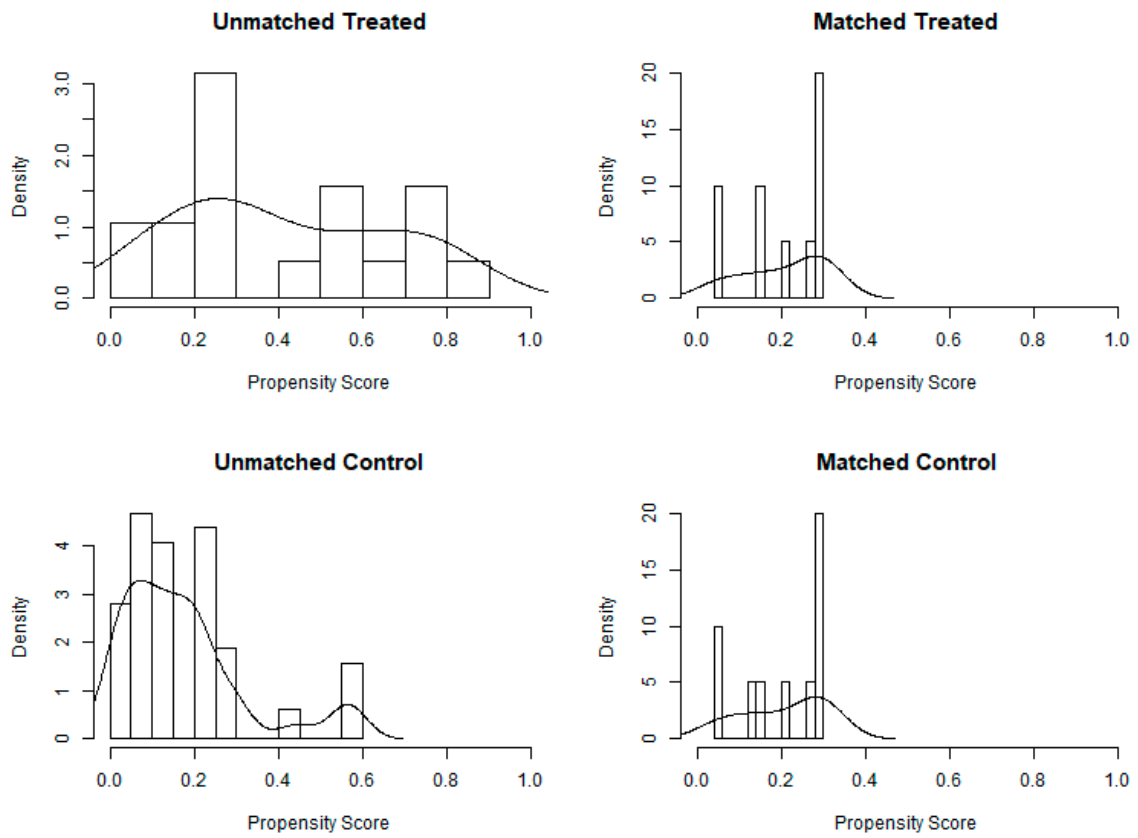 Unmatched Treated
Density
0.0 1.0 2.0 3.0
0.0 0.2 0.4 0.6 0.8 1.0
Propensity Score
Matched Treated
Density
0 5 10 15 20
0.0 0.2 0.4 0.6 0.8 1.0
Propensity Score
Unmatched Control
Density
0 1 2 3 4
0.0 0.2 0.4 0.6 0.8 1.0
Propensity Score
Matched Control
Density
0 5 10 15 20
0.0 0.2 0.4 0.6 0.8 1.0
Propensity Score